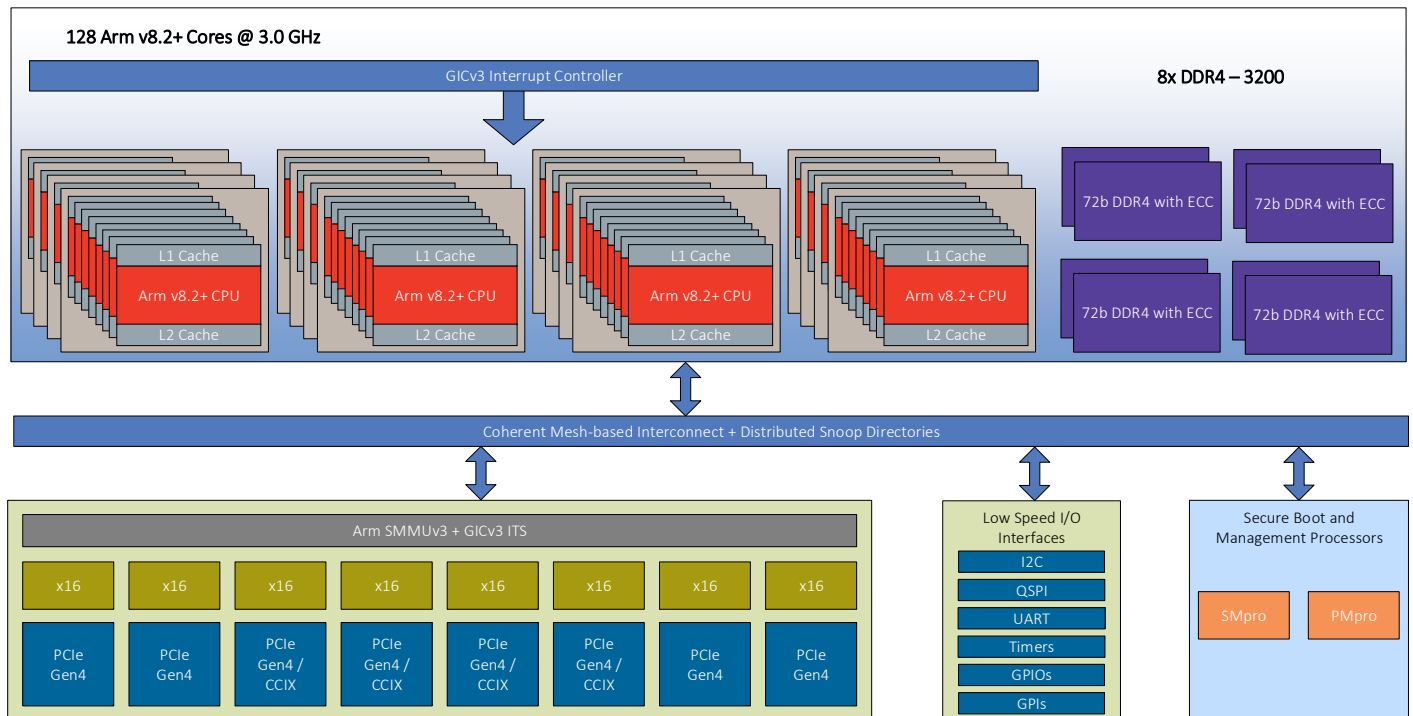 128 Arm v8.2+ Cores @ 3.0 GHz
GICv3 Interrupt Controller
8x DDR4 – 3200
L1 Cache
Arm v8.2+ CPU
L2 Cache
L1 Cache
Arm v8.2+ CPU
L2 Cache
L1 Cache
Arm v8.2+ CPU
L2 Cache
L1 Cache
Arm v8.2+ CPU
L2 Cache
72b DDR4 with ECC
72b DDR4 with ECC
72b DDR4 with ECC
72b DDR4 with ECC
Coherent Mesh-based Interconnect + Distributed Snoop Directories
Arm SMMUv3 + GICv3 ITS
x16
x16
x16
x16
x16
x16
x16
x16
PCIe
Gen4
PCIe
Gen4
PCIe
Gen4 /
CCIX
PCIe
Gen4 /
CCIX
PCIe
Gen4 /
CCIX
PCIe
Gen4 /
CCIX
PCIe
Gen4
PCIe
Gen4
Low Speed I/O
Interfaces
I2C
QSPI
UART
Timers
GPIOs
GPIs
Secure Boot and
Management Processors
SMpro
PMpro